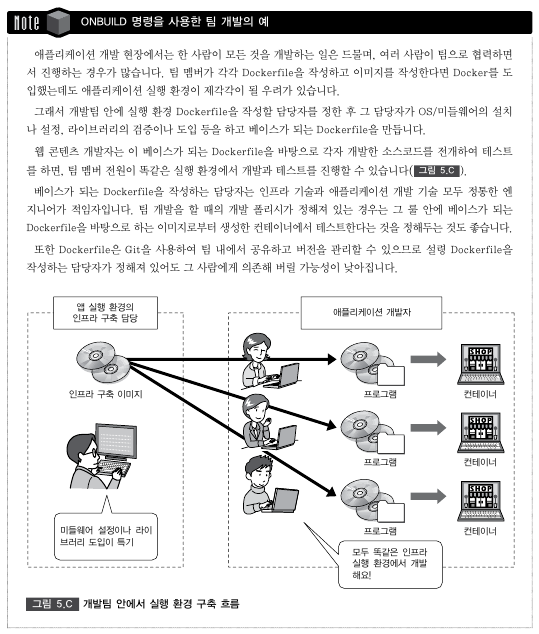 Note ONBUILD 명령을 사용한 팀 개발의 예
애플리케이션 개발 현장에서는 한 사람이 모든 것을 개발하는 일은 드물며, 여러 사람이 팀으로 협력하면
서 진행하는 경우가 많습니다. 팀 멤버가 각각 Dockerfile을 작성하고 이미지를 작성한다면 Docker를 도
입했는데도 애플리케이션 실행 환경이 제각각이 될 우려가 있습니다.
그래서 개발팀 안에 실행 환경 Dockerfile을 작성할 담당자를 정한 후 그 담당자가 OS/미들웨어의 설치
나 설정, 라이브러리의 검증이나 도입 등을 하고 베이스가 되는 Dockerfile을 만듭니다.
웹 콘텐츠 개발자는 이 베이스가 되는 Dockerfile을 바탕으로 각자 개발한 소스코드를 전개하여 테스트
를 하면, 팀 멤버 전원이 똑같은 실행 환경에서 개발과 테스트를 진행할 수 있습니다(그림 5.C).
베이스가 되는 Dockerfile을 작성하는 담당자는 인프라 기술과 애플리케이션 개발 기술 모두 정통한 엔
지니어가 적임자입니다. 팀 개발을 할 때의 개발 폴리시가 정해져 있는 경우는 그 룰 안에 베이스가 되는
Dockerfile을 바탕으로 하는 이미지로부터 생성한 컨테이너에서 테스트한다는 것을 정해두는 것도 좋습니다.
또한 Dockerfile은 Git을 사용하여 팀 내에서 공유하고 버전을 관리할 수 있으므로 설령 Dockerfile을
작성하는 담당자가 정해져 있어도 그 사람에게 의존해 버릴 가능성이 낮아집니다.
앱 실행 환경의
인프라 구축 담당
애플리케이션 개발자
인프라 구축 이미지
SHOP
프로그램
컨테이너
SHOP
프로그램
컨테이너
SHOP
프로그램
컨테이너
미들웨어 설정이나 라이
브러리 도입이 특기
모두 똑같은 인프라
실행 환경에서 개발
해요!
그림 5.C 개발팀 안에서 실행 환경 구축 흐름